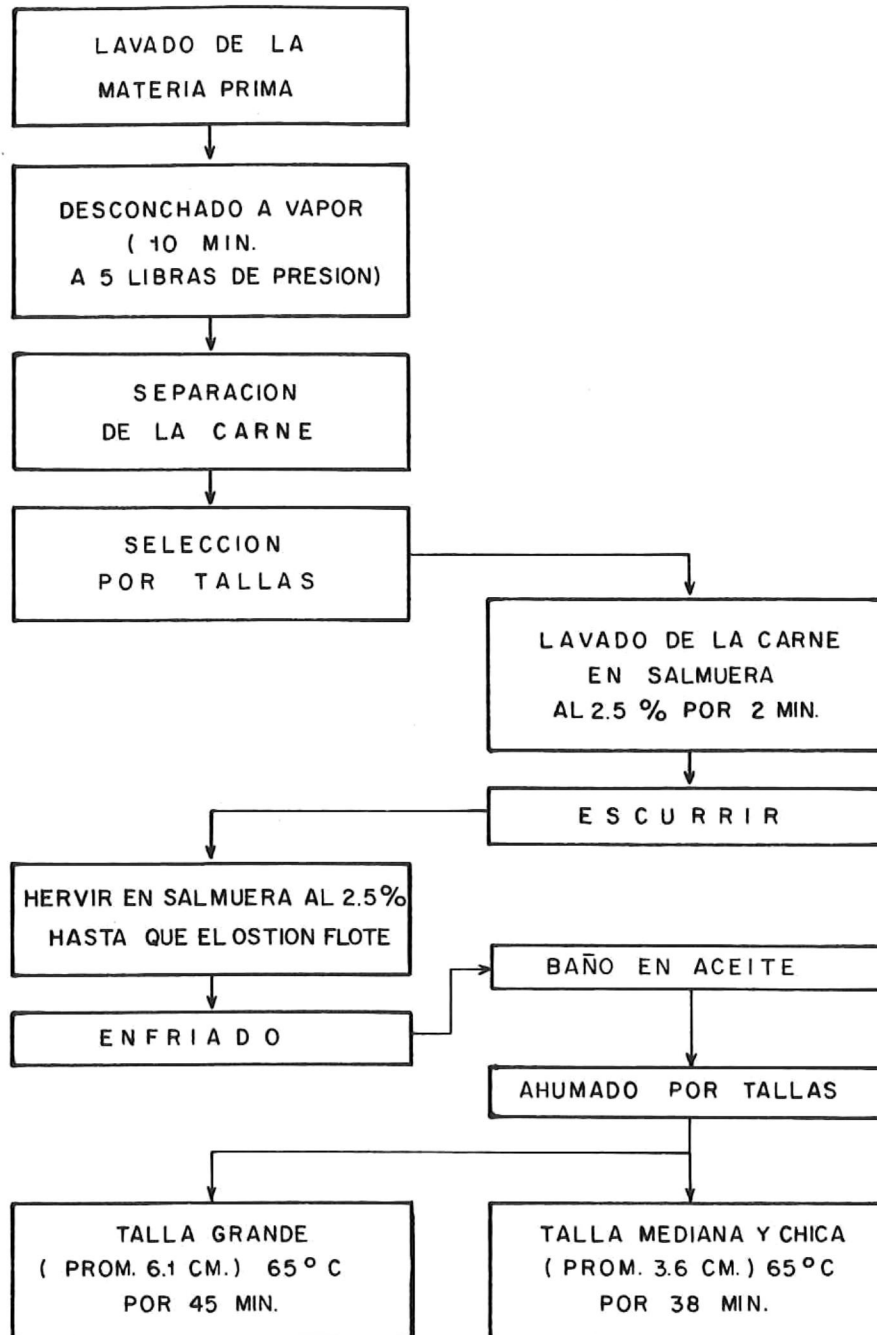 LAVADO DE LA
MATERIA PRIMA
DESCONCHADO A VAPOR
( 10 MIN.
A 5 LIBRAS DE PRESION)
SEPARACION
DE LA CARNE
SELECCION
POR TALLAS
LAVADO DE LA CARNE
EN SALMUERA
AL 2.5 % POR 2 MIN.
ESCURRIR
HERVIR EN SALMUERA AL 2.5%
HASTA QUE EL OSTION FLOTE
ENFRIADO
BAÑO EN ACEITE
AHUMADO POR TALLAS
TALLA GRANDE
( PROM. 6.1 CM.) 65° C
POR 45 MIN.
TALLA MEDIANA Y CHICA
( PROM. 3.6 CM.) 65°C
POR 38 MIN.